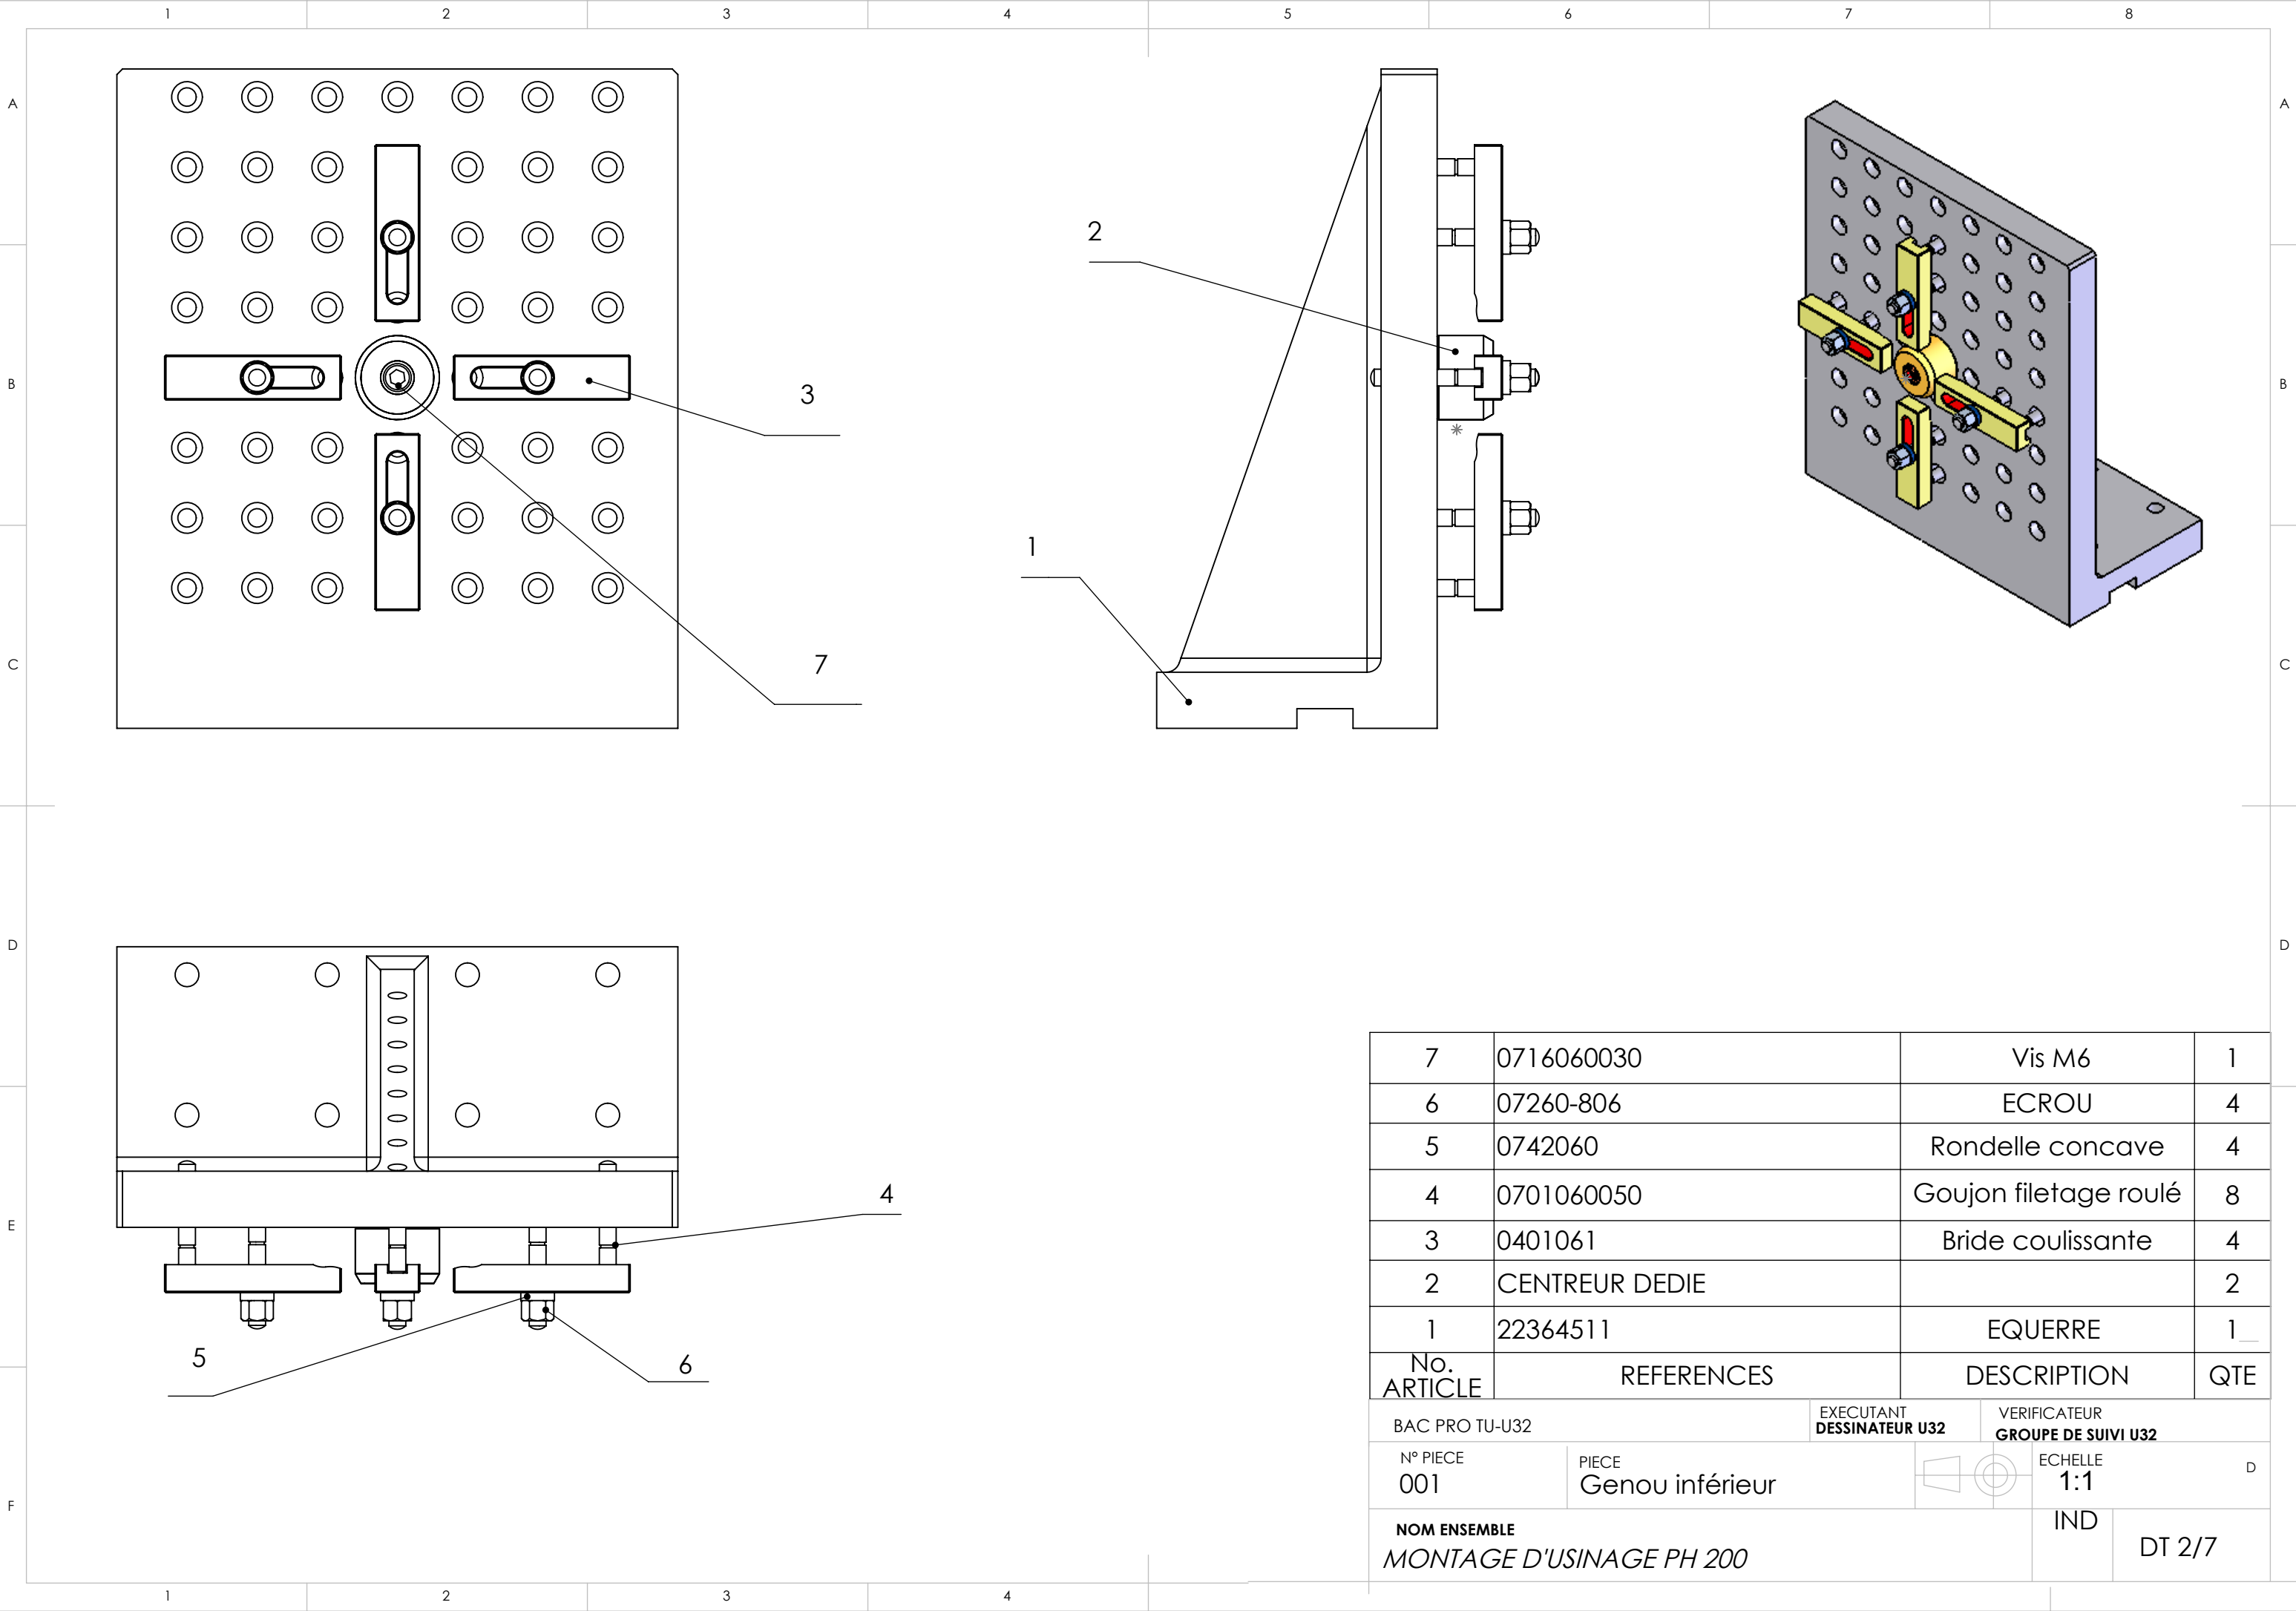 1 2 3 4 5 6 7 8
A A
B B
C C
D D
E
F
2
3
1
7
4
5
6
7 0716060030 Vis M6 1
6 07260-806 ECROU 4
5 0742060 Rondelle concave 4
4 0701060050 Goujon filetage roulé 8
3 0401061 Bride coulissante 4
2 CENTREUR DEDIE 2
1 22364511 EQUERRE 1
No.
ARTICLE REFERENCES DESCRIPTION QTE
BAC PRO TU-U32
EXECUTANT
DESSINATEUR U32
VERIFICATEUR
GROUPE DE SUIVI U32
N° PIECE
001
PIECE
Genou inférieur
ECHELLE
1:1
D
NOM ENSEMBLE
MONTAGE D'USINAGE PH 200
IND
DT 2/7
1 2 3 4